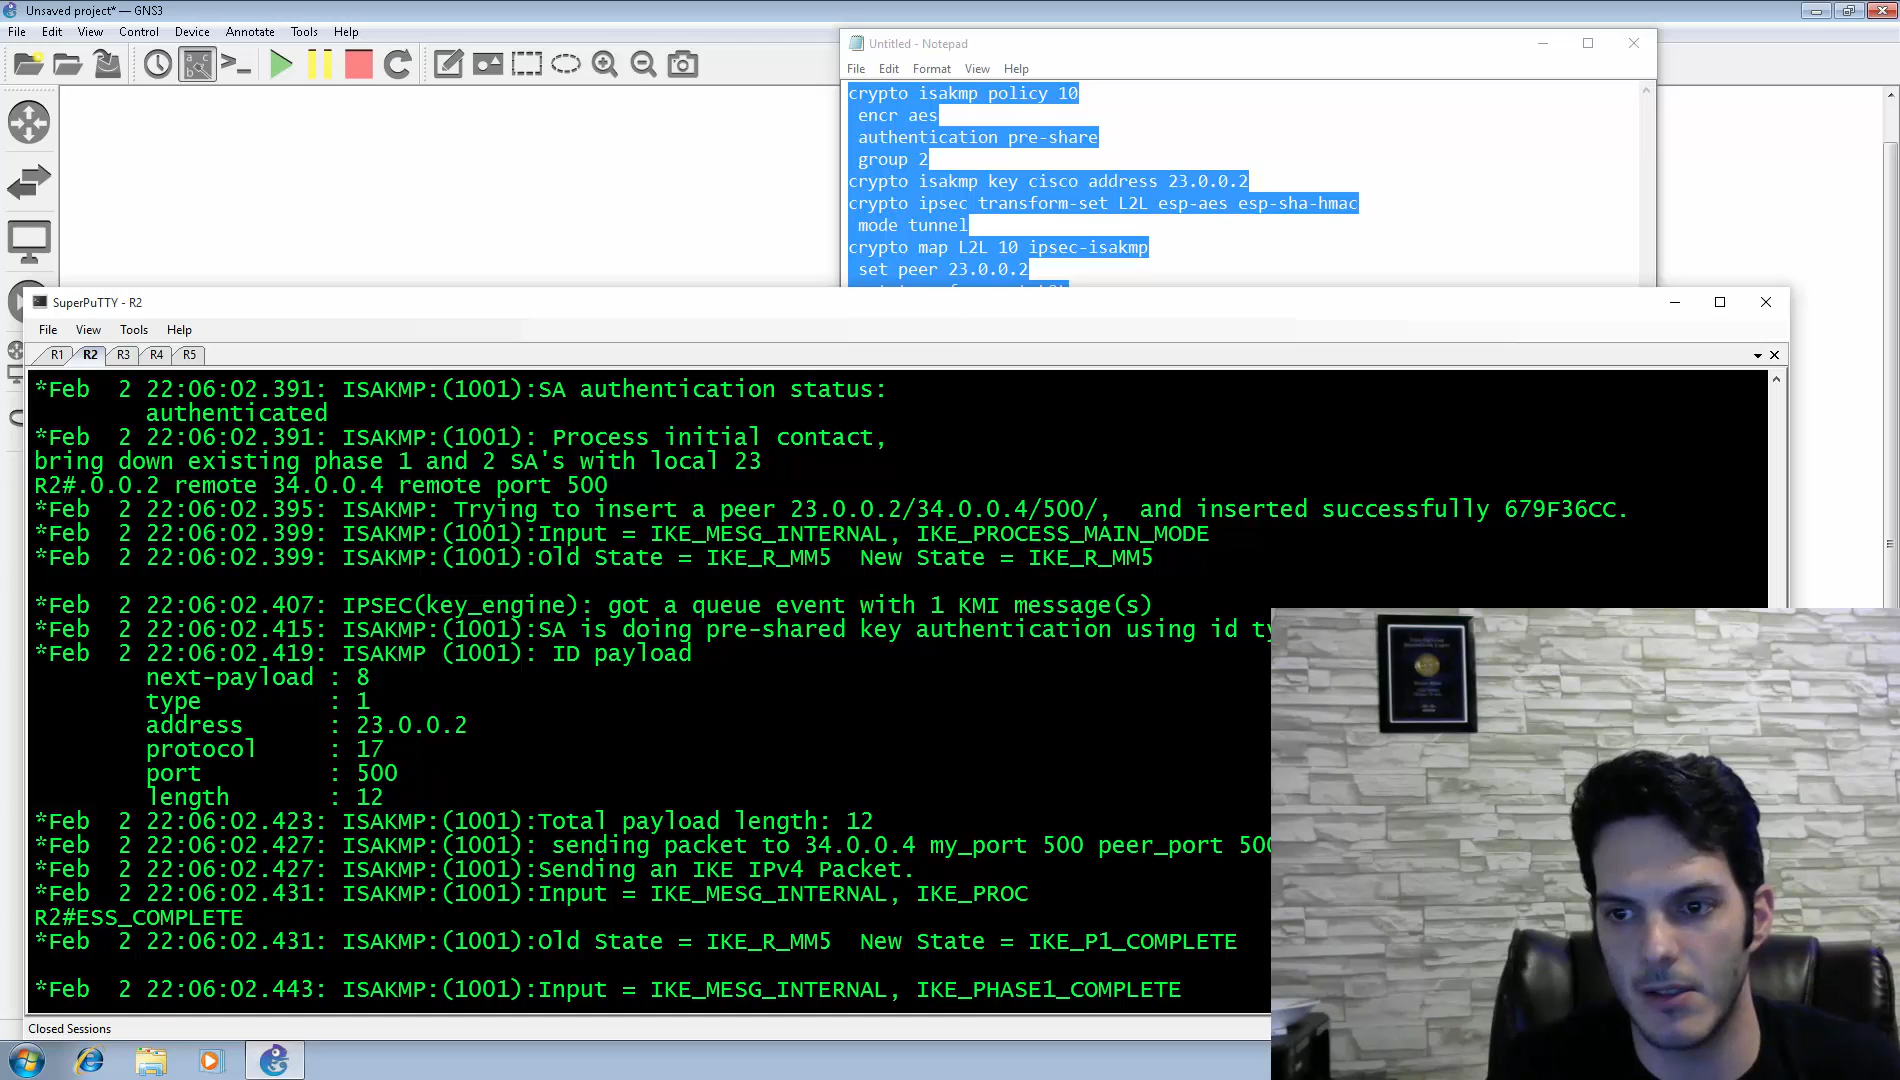 Unsaved project* — GNS3
File Edit View Control Device Annotate Tools Help
Untitled - Notepad
File Edit Format View Help
crypto isakmp policy 10
encr aes
authentication pre-share
group 2
crypto isakmp key cisco address 23.0.0.2
crypto ipsec transform-set L2L esp-aes esp-sha-hmac
mode tunnel
crypto map L2L 10 ipsec-isakmp
set peer 23.0.0.2
SuperPuTTY - R2
File View Tools Help
R1 R2 R3 R4 R5
*Feb  2 22:06:02.391: ISAKMP:(1001):SA authentication status:
authenticated
*Feb  2 22:06:02.391: ISAKMP:(1001): Process initial contact,
bring down existing phase 1 and 2 SA's with local 23
R2#.0.0.2 remote 34.0.0.4 remote port 500
*Feb  2 22:06:02.395: ISAKMP: Trying to insert a peer 23.0.0.2/34.0.0.4/500/,  and inserted successfully 679F36CC.
*Feb  2 22:06:02.399: ISAKMP:(1001):Input = IKE_MESG_INTERNAL, IKE_PROCESS_MAIN_MODE
*Feb  2 22:06:02.399: ISAKMP:(1001):Old State = IKE_R_MM5  New State = IKE_R_MM5
*Feb  2 22:06:02.407: IPSEC(key_engine): got a queue event with 1 KMI message(s)
*Feb  2 22:06:02.415: ISAKMP:(1001):SA is doing pre-shared key authentication using id ty
*Feb  2 22:06:02.419: ISAKMP (1001): ID payload
next-payload : 8
type         : 1
address      : 23.0.0.2
protocol     : 17
port         : 500
length       : 12
*Feb  2 22:06:02.423: ISAKMP:(1001):Total payload length: 12
*Feb  2 22:06:02.427: ISAKMP:(1001): sending packet to 34.0.0.4 my_port 500 peer_port 500
*Feb  2 22:06:02.427: ISAKMP:(1001):Sending an IKE IPv4 Packet.
*Feb  2 22:06:02.431: ISAKMP:(1001):Input = IKE_MESG_INTERNAL, IKE_PROC
R2#ESS_COMPLETE
*Feb  2 22:06:02.431: ISAKMP:(1001):Old State = IKE_R_MM5  New State = IKE_P1_COMPLETE
*Feb  2 22:06:02.443: ISAKMP:(1001):Input = IKE_MESG_INTERNAL, IKE_PHASE1_COMPLETE
Closed Sessions